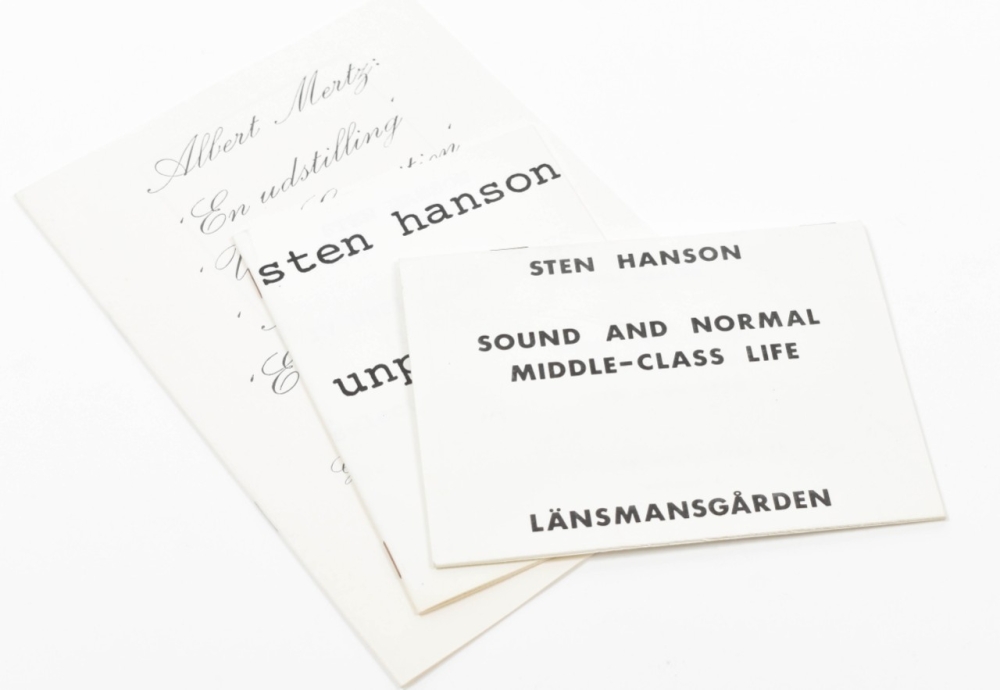 Albert Mertz:
'En udstilling'
sten hanson
STEN HANSON
SOUND AND NORMAL
MIDDLE-CLASS LIFE
LÄNSMANSGÅRDEN